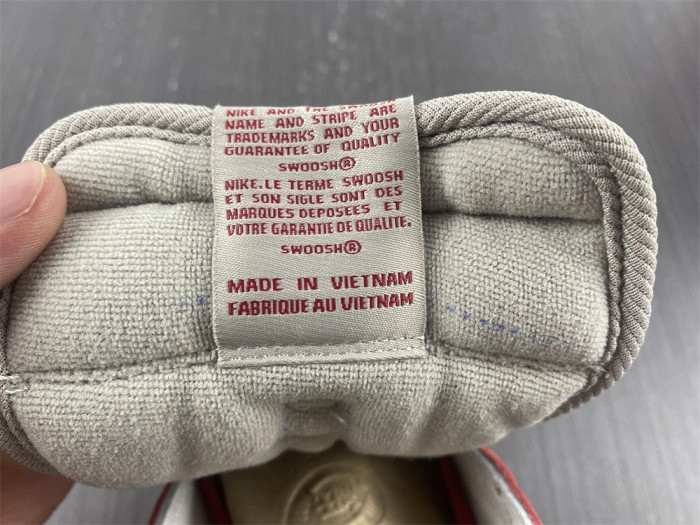 NIKE AND THE SWOOSH
NAME AND STRIPE ARE
TRADEMARKS AND YOUR
GUARANTEE OF QUALITY
SWOOSH®
NIKE.LE TERME SWOOSH
ET SON SIGLE SONT DES
MARQUES DEPOSEES ET
VOTRE GARANTIE DE QUALITE.
SWOOSH®
MADE IN VIETNAM
FABRIQUE AU VIETNAM